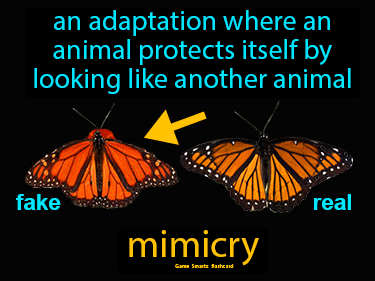 an adaptation where an
animal protects itself by
looking like another animal
fake
real
mimicry
Game Smartz flashcard